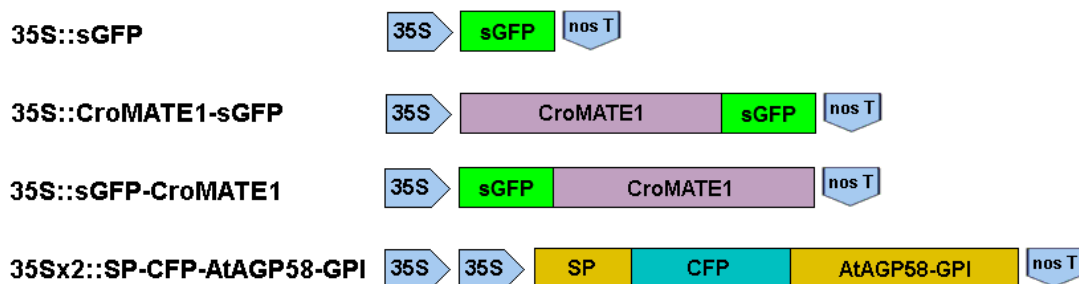 35S::sGFP 35S sGFP nos T
35S::CroMATE1-sGFP 35S CroMATE1 sGFP nos T
35S::sGFP-CroMATE1 35S sGFP CroMATE1 nos T
35Sx2::SP-CFP-AtAGP58-GPI 35S 35S SP CFP AtAGP58-GPI nos T